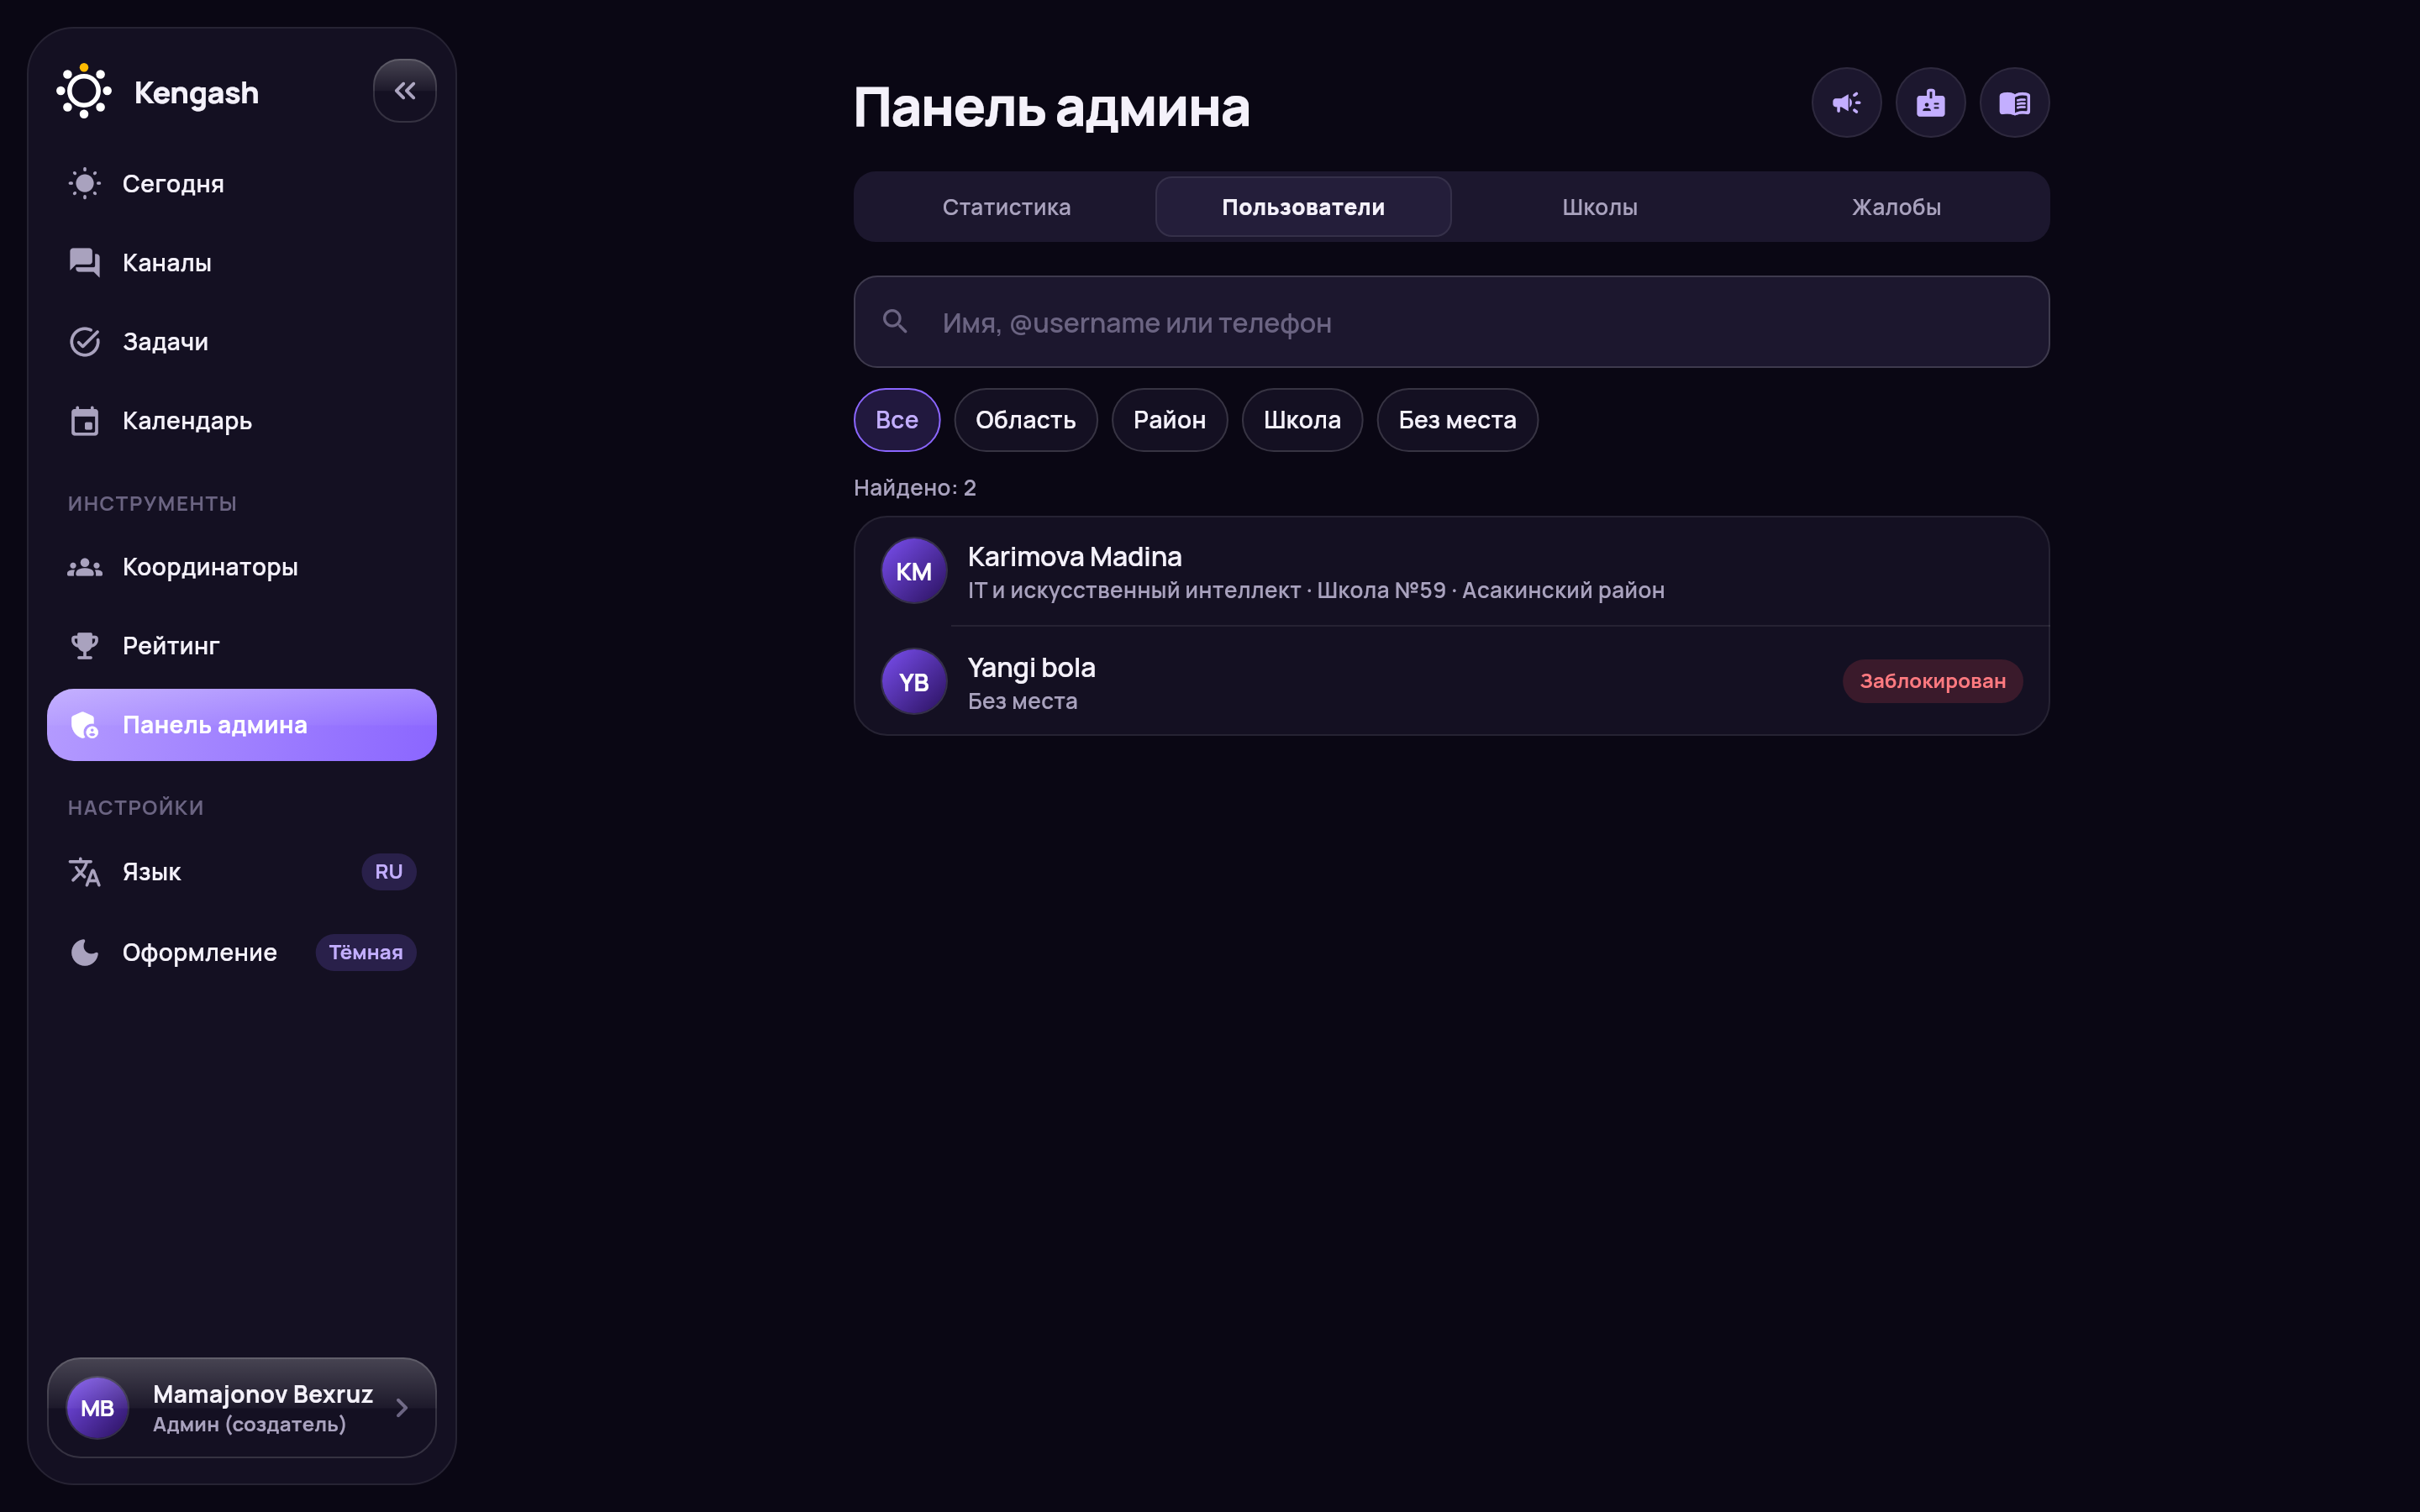 Kengash
Сегодня
Каналы
Задачи
Календарь
ИНСТРУМЕНТЫ
Координаторы
Рейтинг
Панель админа
НАСТРОЙКИ
Язык RU
Оформление Тёмная
MB
Mamajonov Bexruz
Админ (создатель)
Панель админа
Статистика Пользователи Школы Жалобы
Имя, @username или телефон
Все Область Район Школа Без места
Найдено: 2
KM
Karimova Madina
IT и искусственный интеллект · Школа №59 · Асакинский район
YB
Yangi bola
Без места
Заблокирован